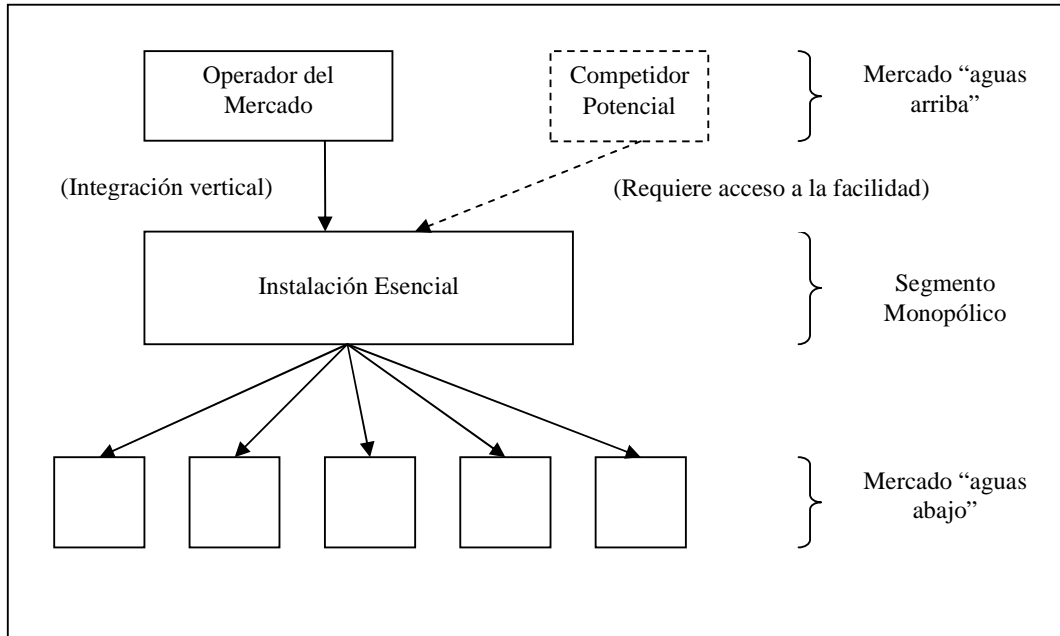 Operador del
Mercado
Competidor
Potencial
Mercado “aguas
arriba”
(Integración vertical)
(Requiere acceso a la facilidad)
Instalación Esencial
Segmento
Monopólico
Mercado “aguas
abajo”